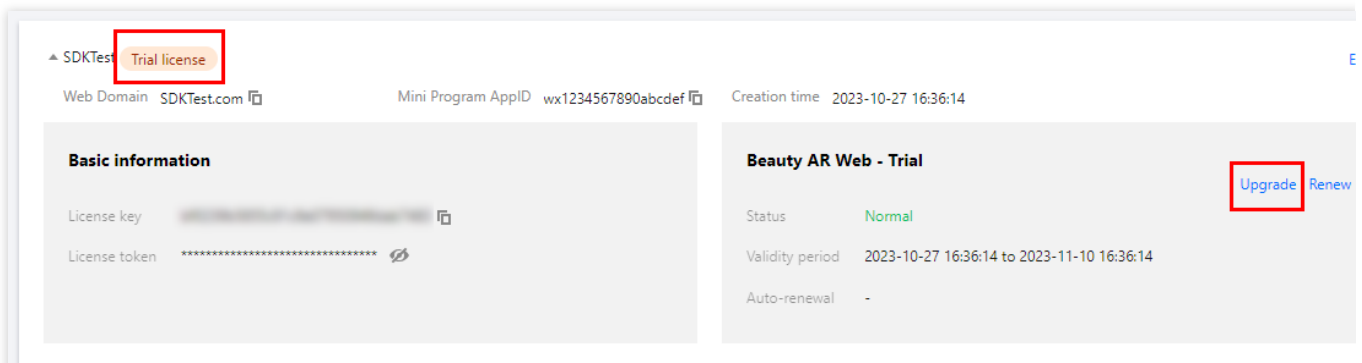 SDKTest Trial license
E
Web Domain SDKTest.com Mini Program AppID wx1234567890abcdef Creation time 2023-10-27 16:36:14
Basic information
License key
License token *********************************
Beauty AR Web - Trial
Upgrade Renew
Status Normal
Validity period 2023-10-27 16:36:14 to 2023-11-10 16:36:14
Auto-renewal -